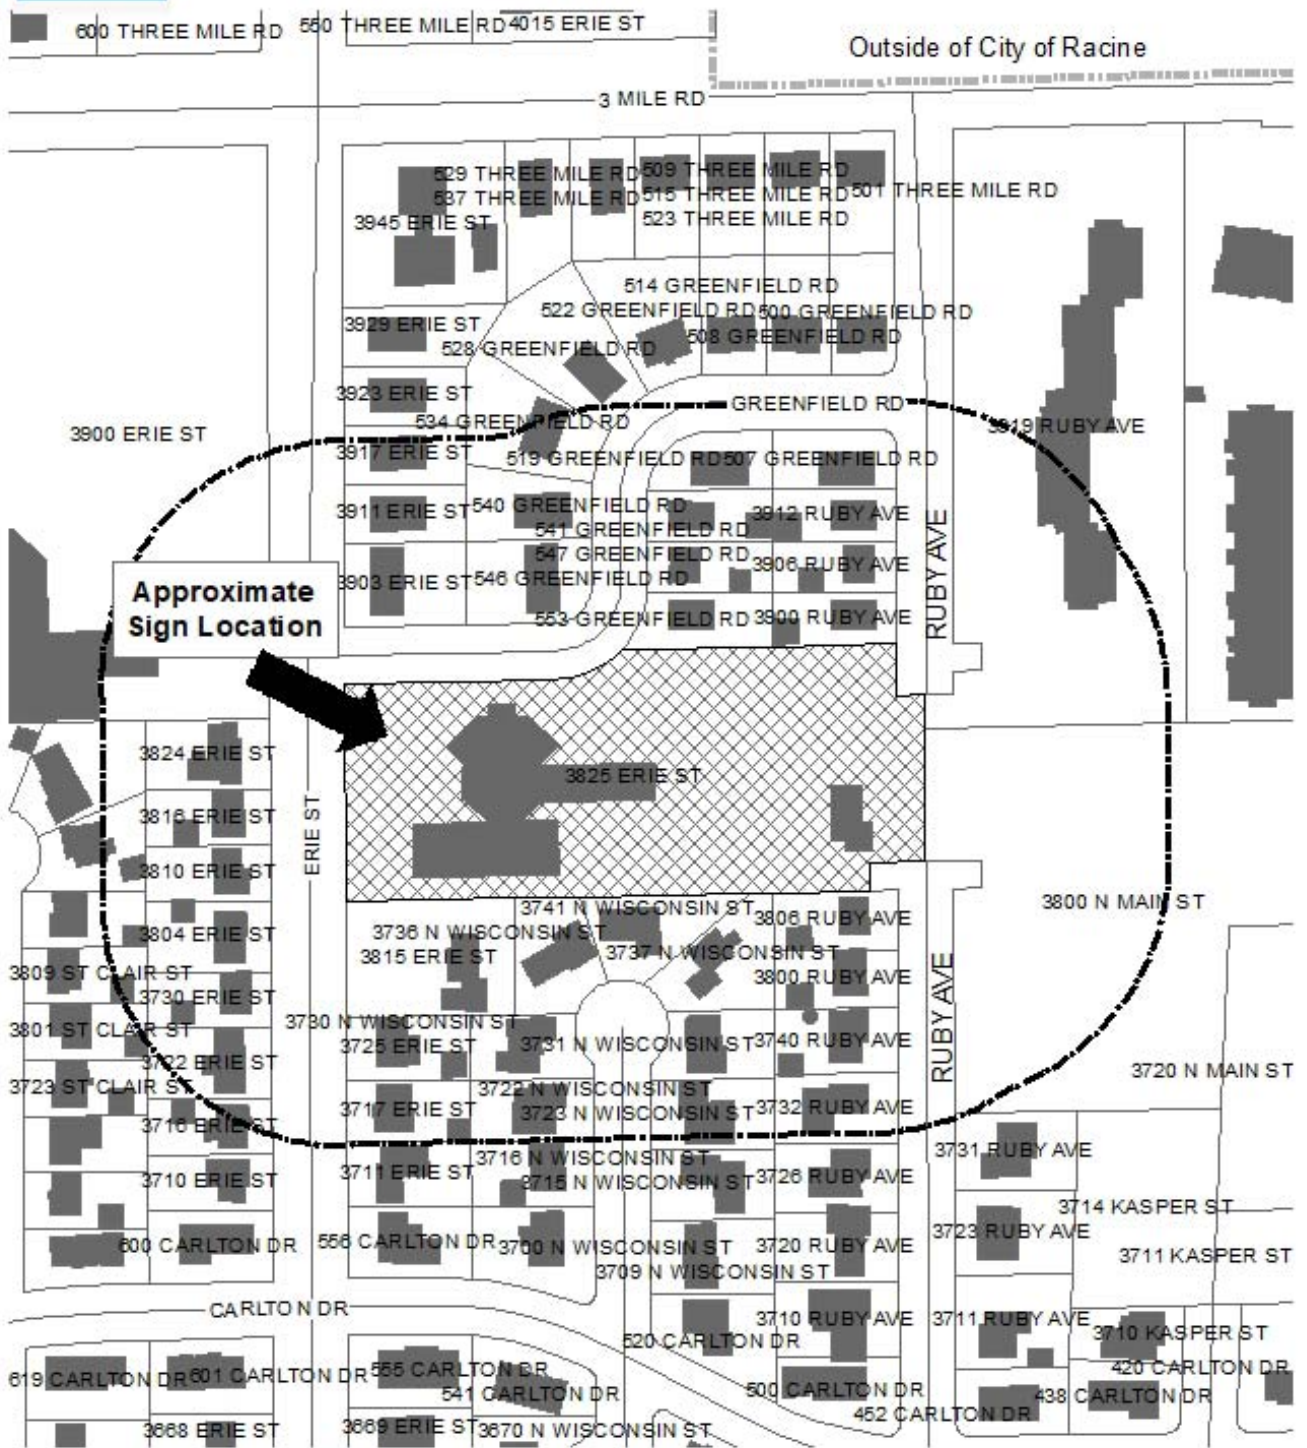 600 THREE MILE RD
550 THREE MILE RD
4015 ERIE ST
Outside of City of Racine
3 MILE RD
529 THREE MILE RD
509 THREE MILE RD
537 THREE MILE RD
515 THREE MILE RD
501 THREE MILE RD
523 THREE MILE RD
3945 ERIE ST
514 GREENFIELD RD
522 GREENFIELD RD
500 GREENFIELD RD
3929 ERIE ST
508 GREENFIELD RD
528 GREENFIELD RD
3923 ERIE ST
GREENFIELD RD
534 GREENFIELD RD
3900 ERIE ST
3919 RUBY AVE
3917 ERIE ST
519 GREENFIELD RD
507 GREENFIELD RD
3911 ERIE ST
540 GREENFIELD RD
3912 RUBY AVE
541 GREENFIELD RD
547 GREENFIELD RD
3906 RUBY AVE
3903 ERIE ST
546 GREENFIELD RD
553 GREENFIELD RD
3900 RUBY AVE
RUBY AVE
Approximate
Sign Location
3824 ERIE ST
3825 ERIE ST
3816 ERIE ST
ERIE ST
3810 ERIE ST
3800 N MAIN ST
3741 N WISCONSIN ST
3806 RUBY AVE
3804 ERIE ST
3736 N WISCONSIN ST
3815 ERIE ST
3737 N WISCONSIN ST
3809 ST CLAIR ST
3800 RUBY AVE
3730 ERIE ST
3730 N WISCONSIN ST
3801 ST CLAIR ST
3725 ERIE ST
3731 N WISCONSIN ST
3740 RUBY AVE
RUBY AVE
3722 ERIE ST
3720 N MAIN ST
3723 ST CLAIR ST
3722 N WISCONSIN ST
3717 ERIE ST
3723 N WISCONSIN ST
3732 RUBY AVE
3716 ERIE ST
3731 RUBY AVE
3716 N WISCONSIN ST
3711 ERIE ST
3715 N WISCONSIN ST
3726 RUBY AVE
3710 ERIE ST
3714 KASPER ST
3723 RUBY AVE
600 CARLTON DR
556 CARLTON DR
3700 N WISCONSIN ST
3720 RUBY AVE
3711 KASPER ST
3709 N WISCONSIN ST
CARLTON DR
3710 RUBY AVE
3711 RUBY AVE
3710 KASPER ST
520 CARLTON DR
420 CARLTON DR
619 CARLTON DR
601 CARLTON DR
555 CARLTON DR
541 CARLTON DR
500 CARLTON DR
438 CARLTON DR
452 CARLTON DR
3668 ERIE ST
3669 ERIE ST
3670 N WISCONSIN ST